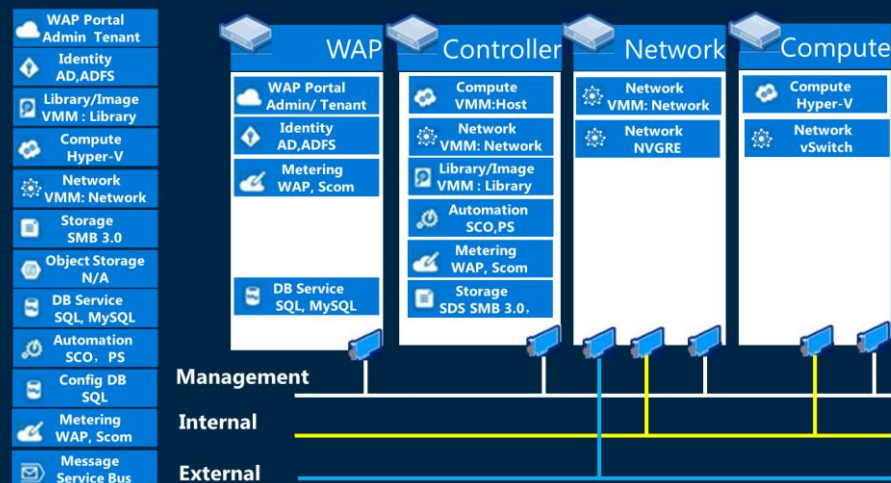 WAP Portal
Admin Tenant
Identity
AD,ADFS
Library/Image
VMM : Library
Compute
Hyper-V
Network
VMM: Network
Storage
SMB 3.0
Object Storage
N/A
DB Service
SQL, MySQL
Automation
SCO， PS
Config DB
SQL
Metering
WAP, Scom
Message
Service Bus
WAP
WAP Portal
Admin/ Tenant
Identity
AD,ADFS
Metering
WAP, Scom
DB Service
SQL, MySQL
Controller
Compute
VMM:Host
Network
VMM: Network
Library/Image
VMM : Library
Automation
SCO,PS
Metering
WAP, Scom
Storage
SDS SMB 3.0，
Network
Network
VMM: Network
Network
NVGRE
Compute
Compute
Hyper-V
Network
vSwitch
Management
Internal
External